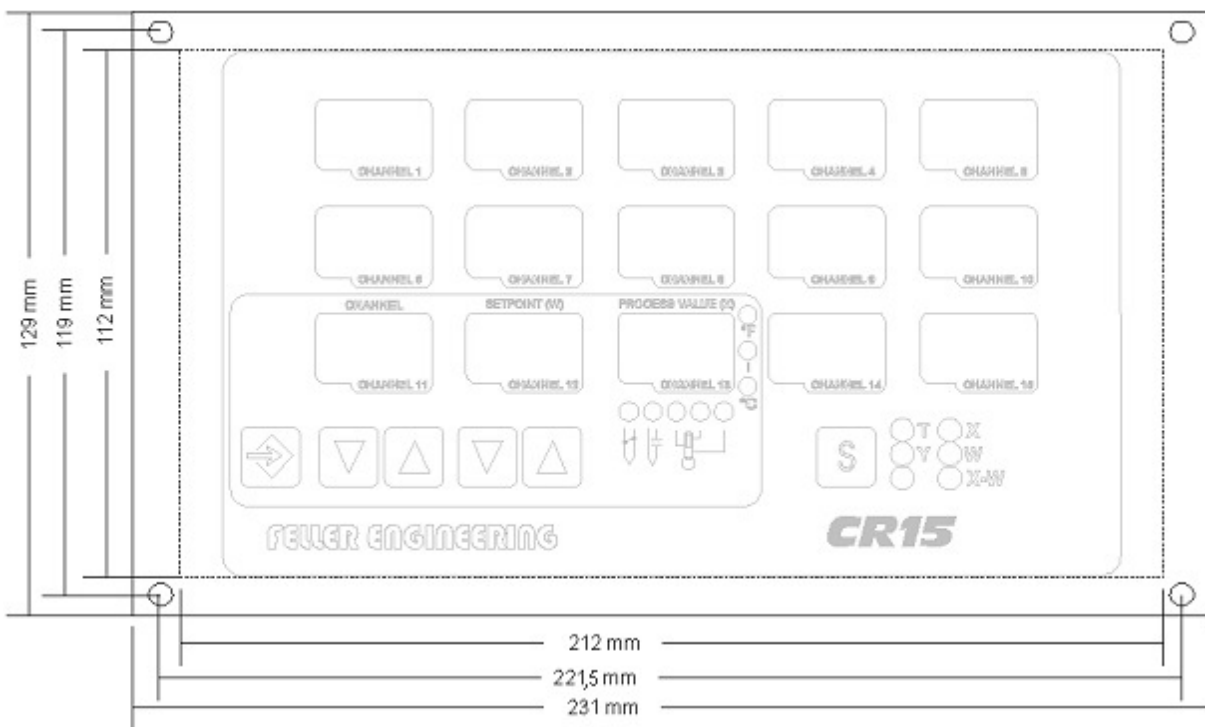 CHANNEL 1 CHANNEL 2 CHANNEL 3 CHANNEL 4 CHANNEL 5
CHANNEL 6 CHANNEL 7 CHANNEL 8 CHANNEL 9 CHANNEL 10
CHANNEL SETPOINT (W) PROCESS VALUE (X)
°F
I
°C
CHANNEL 11 CHANNEL 12 CHANNEL 13 CHANNEL 14 CHANNEL 15
129 mm
119 mm
112 mm
S
T X
Y W
X-W
FELLER ENGINEERING
CR15
212 mm
221,5 mm
231 mm